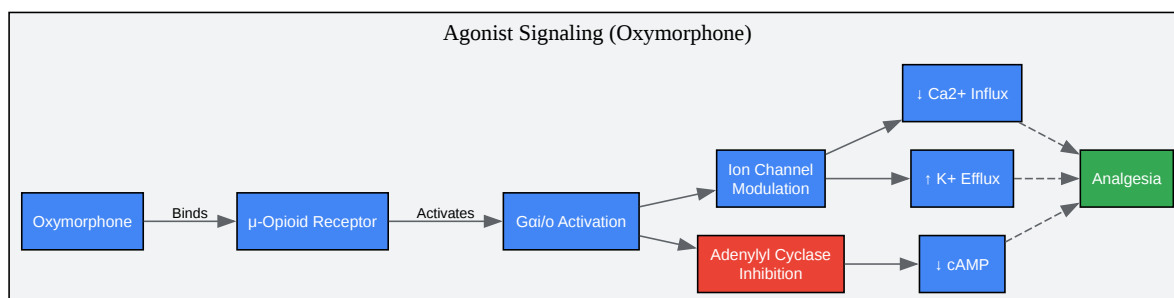 Agonist Signaling (Oxymorphone)
↓ Ca2+ Influx
Ion Channel
Modulation
↑ K+ Efflux
Analgesia
Oxymorphone
Binds
μ-Opioid Receptor
Activates
Gαi/o Activation
Adenylyl Cyclase
Inhibition
↓ cAMP